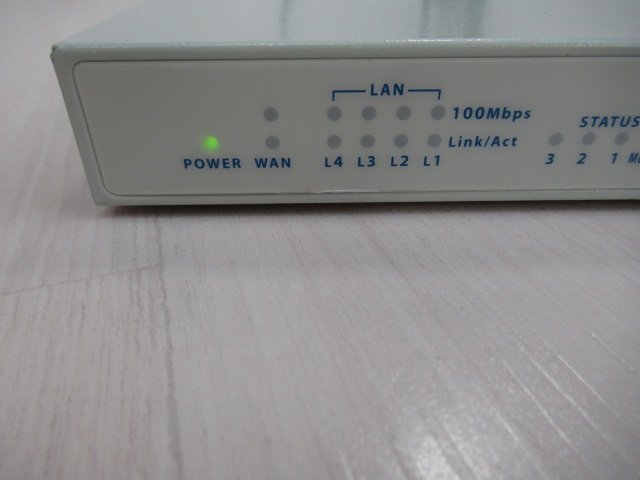 LAN
100Mbps
STATUS
Link/Act
POWER WAN L4 L3 L2 L1 3 2 1